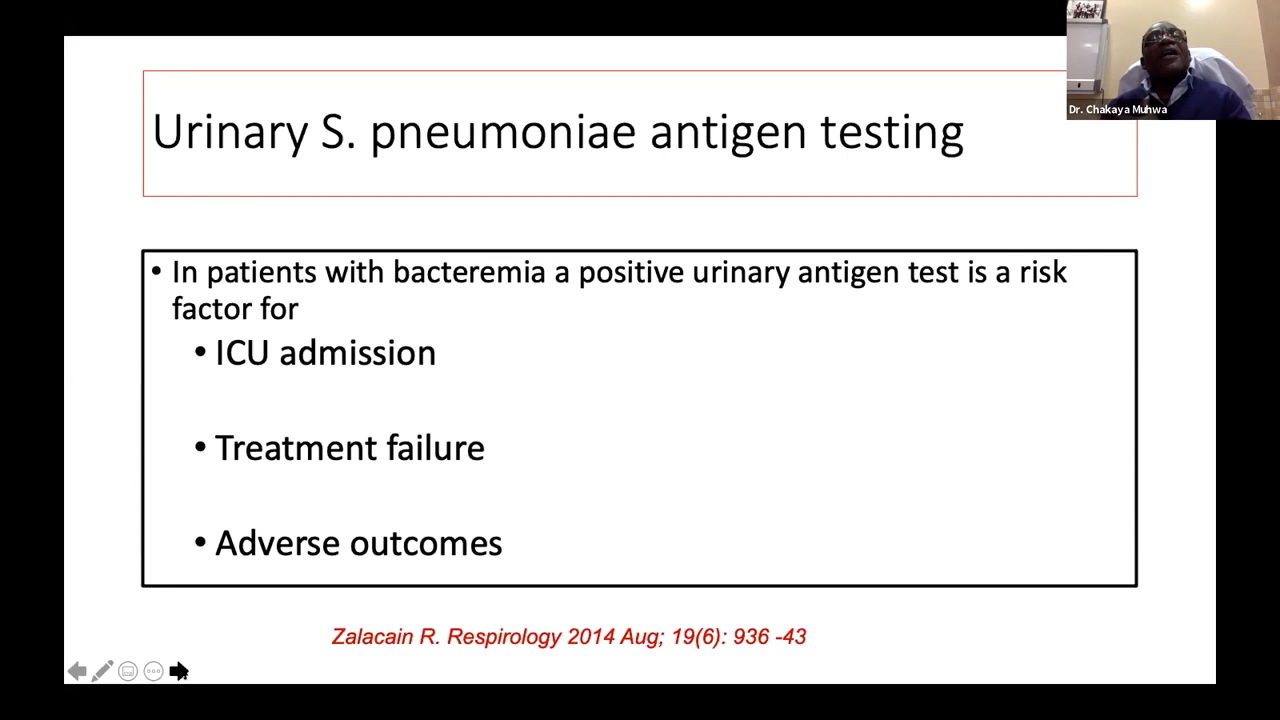 Urinary S. pneumoniae antigen testing
Dr. Chakaya Muhwa
• In patients with bacteremia a positive urinary antigen test is a risk
factor for
• ICU admission
• Treatment failure
• Adverse outcomes
Zalacain R. Respirology 2014 Aug; 19(6): 936 -43